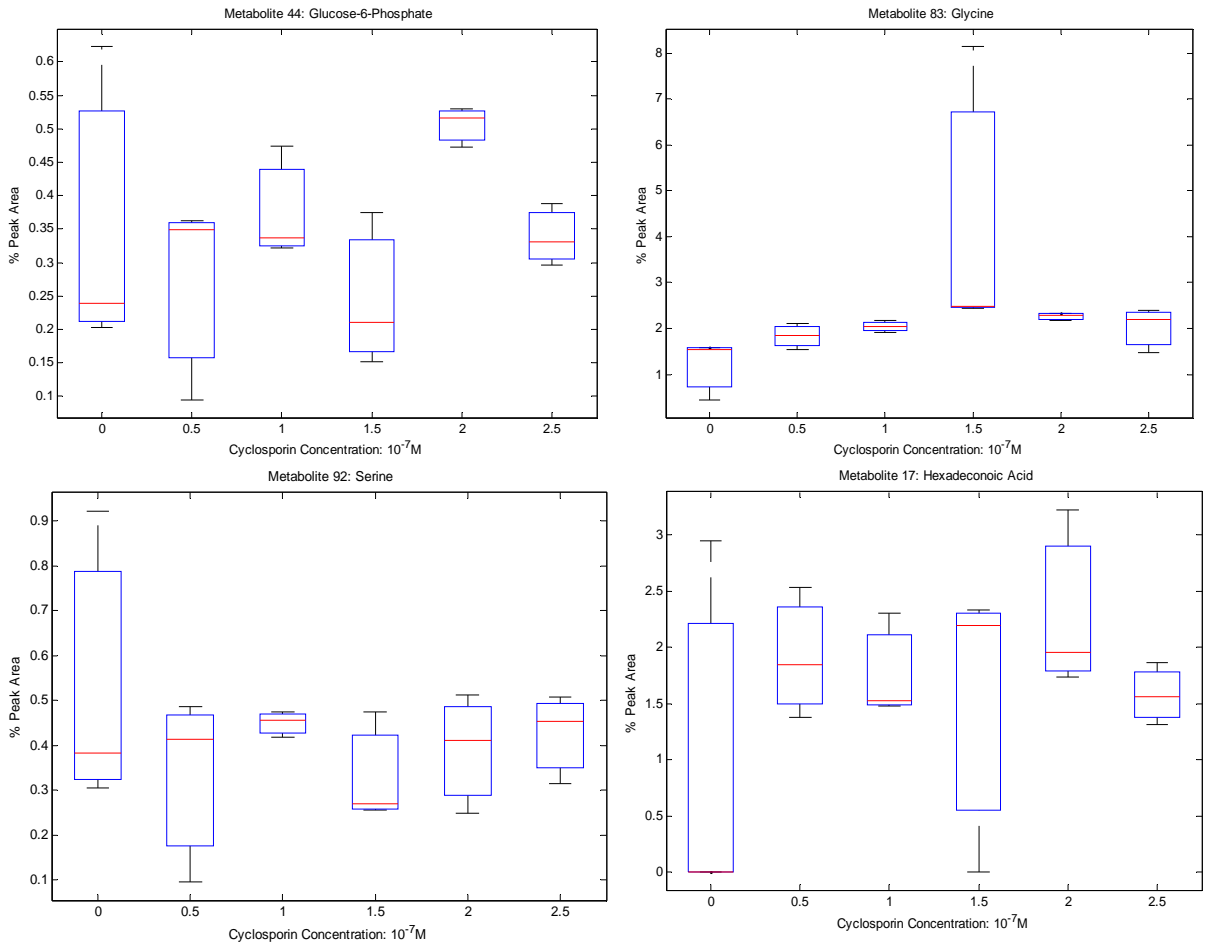 Metabolite 44: Glucose-6-Phosphate
% Peak Area
0.6
0.55
0.5
0.45
0.4
0.35
0.3
0.25
0.2
0.15
0.1
0 0.5 1 1.5 2 2.5
Cyclosporin Concentration: 10⁻⁷M
Metabolite 83: Glycine
% Peak Area
8
7
6
5
4
3
2
1
0 0.5 1 1.5 2 2.5
Cyclosporin Concentration: 10⁻⁷M
Metabolite 92: Serine
% Peak Area
0.9
0.8
0.7
0.6
0.5
0.4
0.3
0.2
0.1
0 0.5 1 1.5 2 2.5
Cyclosporin Concentration: 10⁻⁷M
Metabolite 17: Hexadeconoic Acid
% Peak Area
3
2.5
2
1.5
1
0.5
0
0 0.5 1 1.5 2 2.5
Cyclosporin Concentration: 10⁻⁷M